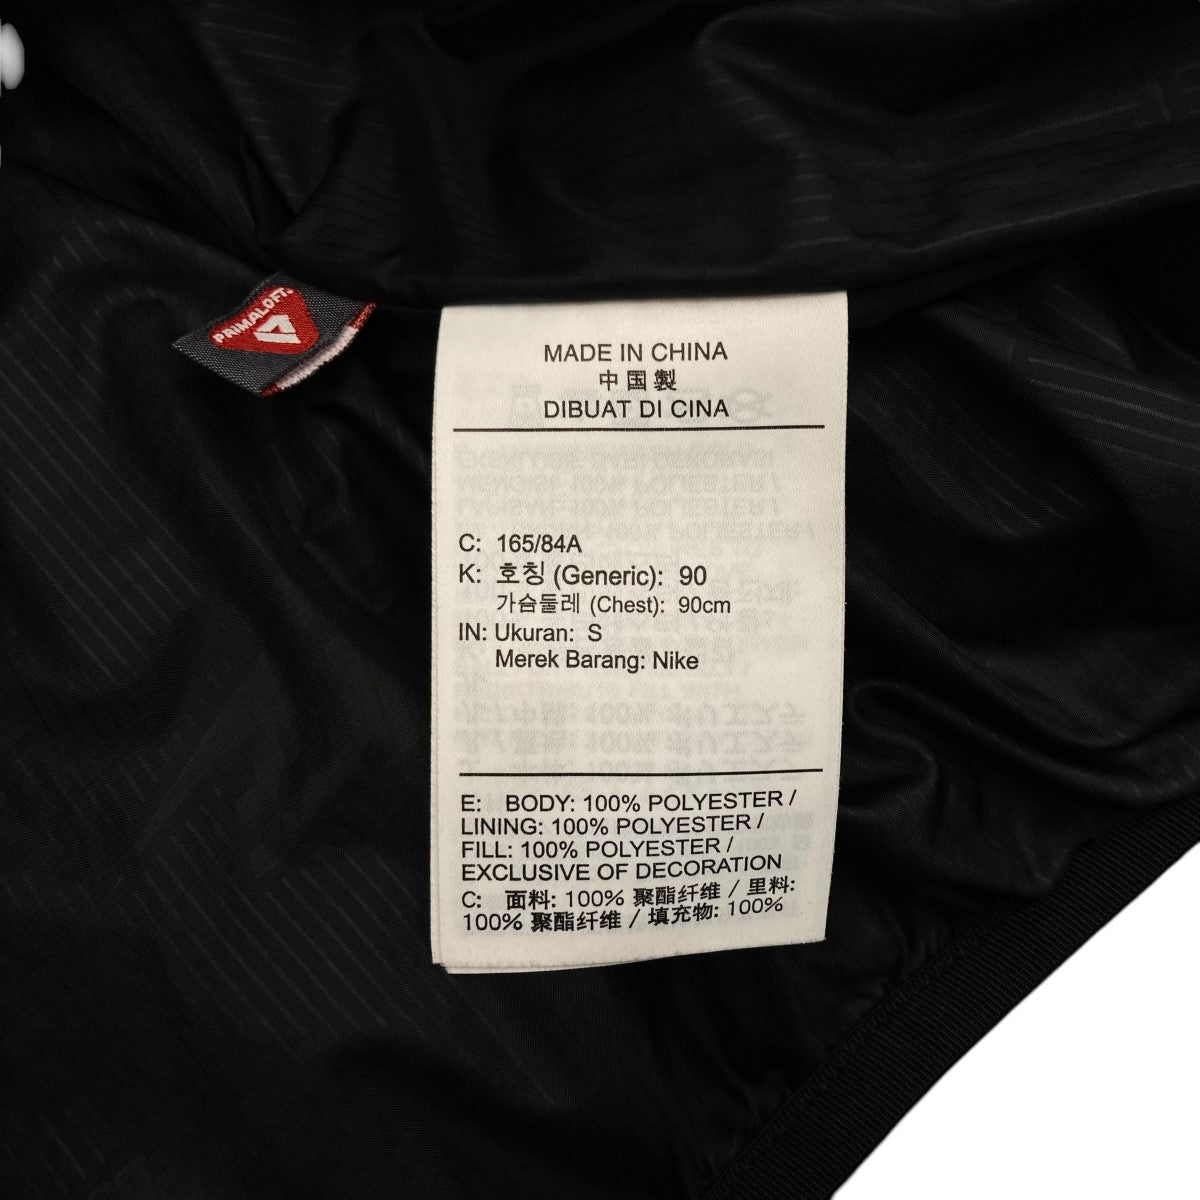 PRIMALOFT.
MADE IN CHINA
中国製
DIBUAT DI CINA
C: 165/84A
K: 호칭 (Generic): 90
가슴둘레 (Chest): 90cm
IN: Ukuran: S
Merek Barang: Nike
E: BODY: 100% POLYESTER /
LINING: 100% POLYESTER /
FILL: 100% POLYESTER /
EXCLUSIVE OF DECORATION
C: 面料: 100% 聚酯纤维 / 里料:
100% 聚酯纤维 / 填充物: 100%